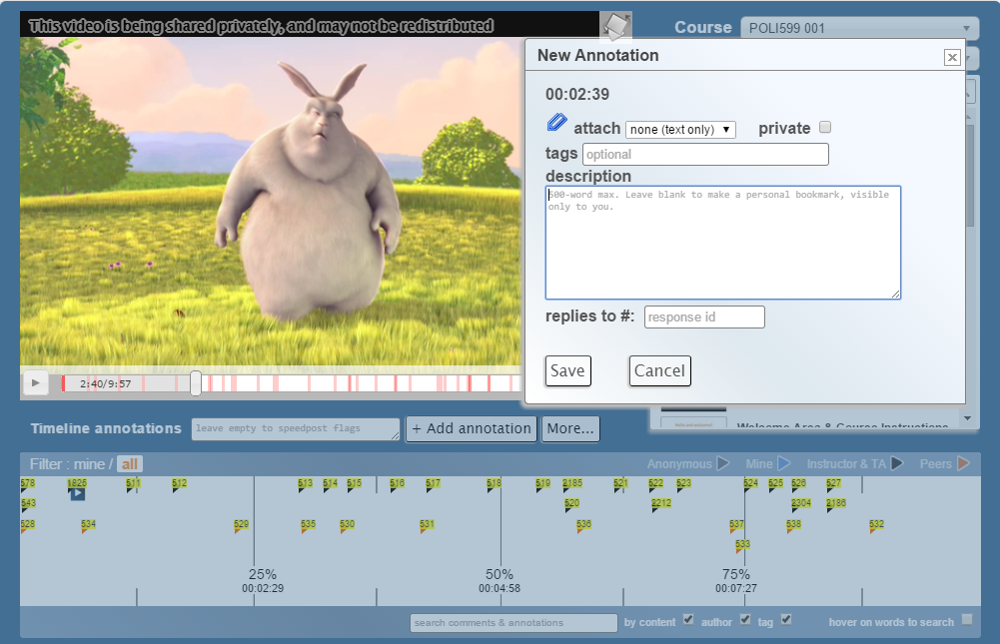 This video is being shared privately, and may not be redistributed
Course POLI599 001
New Annotation
00:02:39
attach none (text only)
private
tags optional
description
500-word max. Leave blank to make a personal bookmark, visible
only to you.
replies to #: response id
Save Cancel
2:40/9:57
Welcome Area & Course Instructions
Timeline annotations leave empty to speedpost flags + Add annotation More...
Filter : mine / all
Anonymous Mine Instructor & TA Peers
578 1826 511 512 513 514 515 516 517 518 519 2185 521 522 523 524 525 526 527
543 520 2212 2304 2186
528 534 529 535 530 531 536 537 538 532
533
25% 50% 75%
00:02:29 00:04:58 00:07:27
search comments & annotations by content author tag hover on words to search